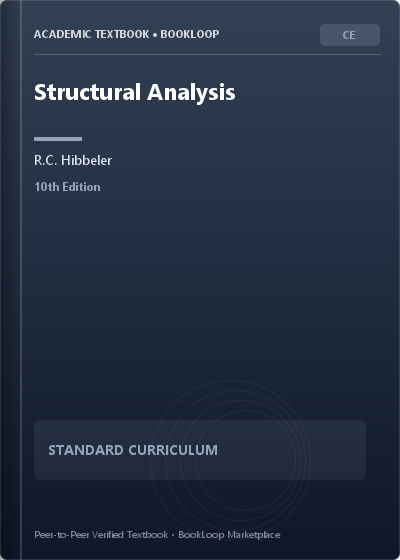 ACADEMIC TEXTBOOK • BOOKLOOP
CE
Structural Analysis
R.C. Hibbeler
10th Edition
STANDARD CURRICULUM
Peer-to-Peer Verified Textbook • BookLoop Marketplace